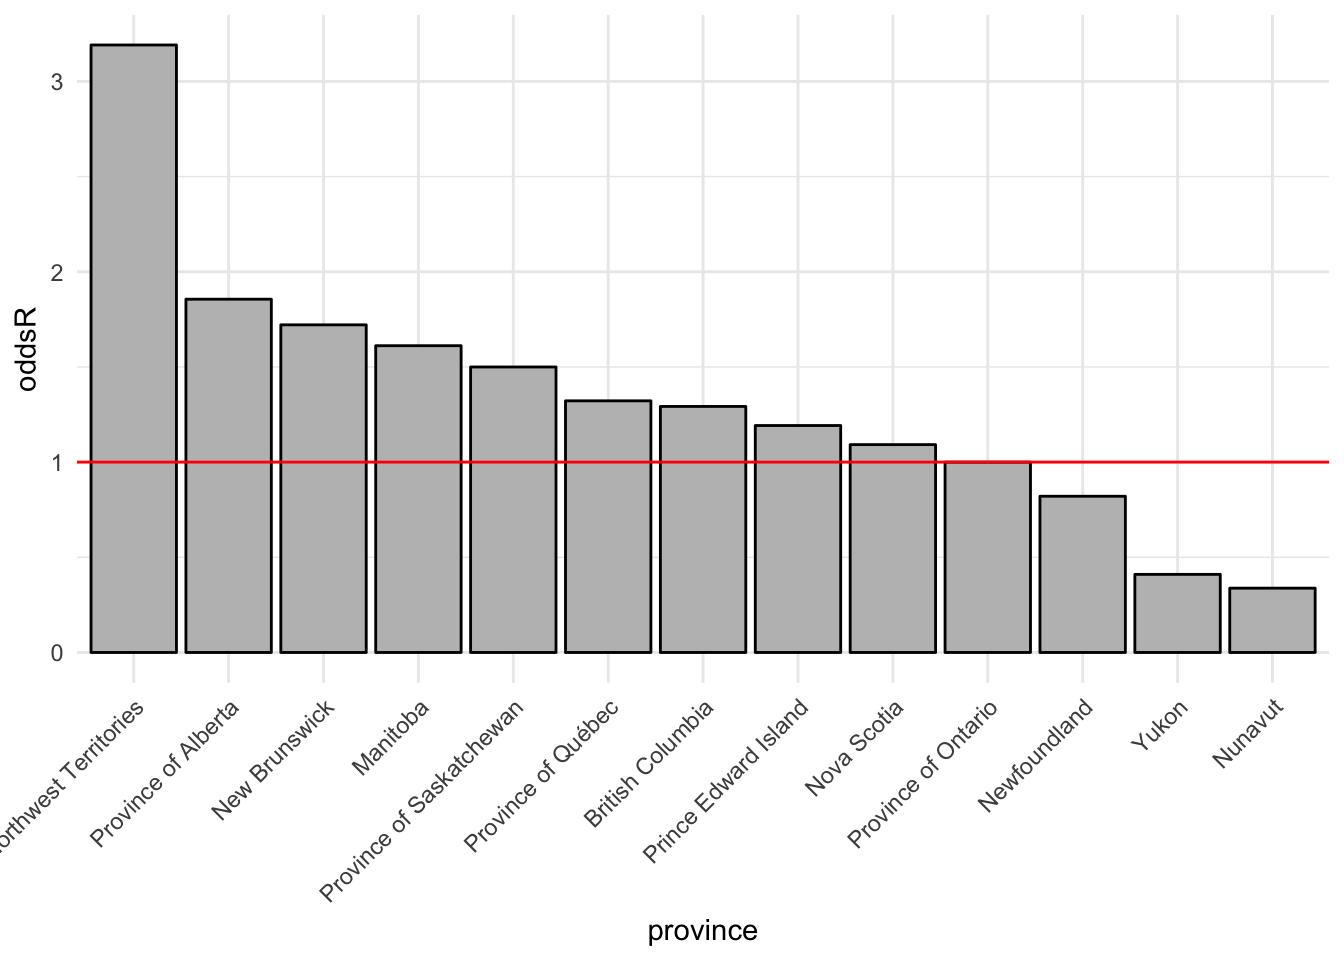 oddsR
3
2
1
0
orthwest Territories
Province of Alberta
New Brunswick
Manitoba
Province of Saskatchewan
Province of Québec
British Columbia
Prince Edward Island
Nova Scotia
Province of Ontario
Newfoundland
Yukon
Nunavut
province